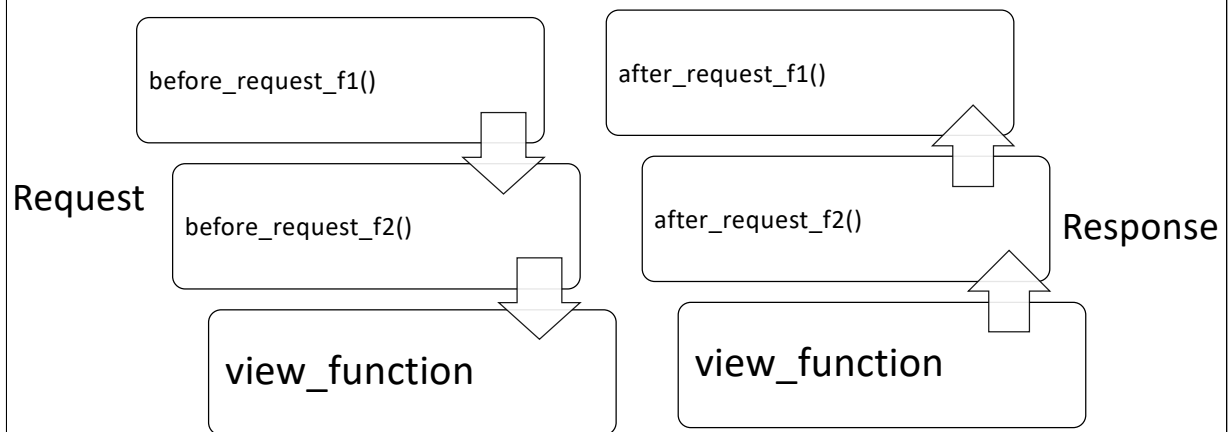 Request
before_request_f1()
before_request_f2()
view_function
after_request_f1()
after_request_f2()
view_function
Response